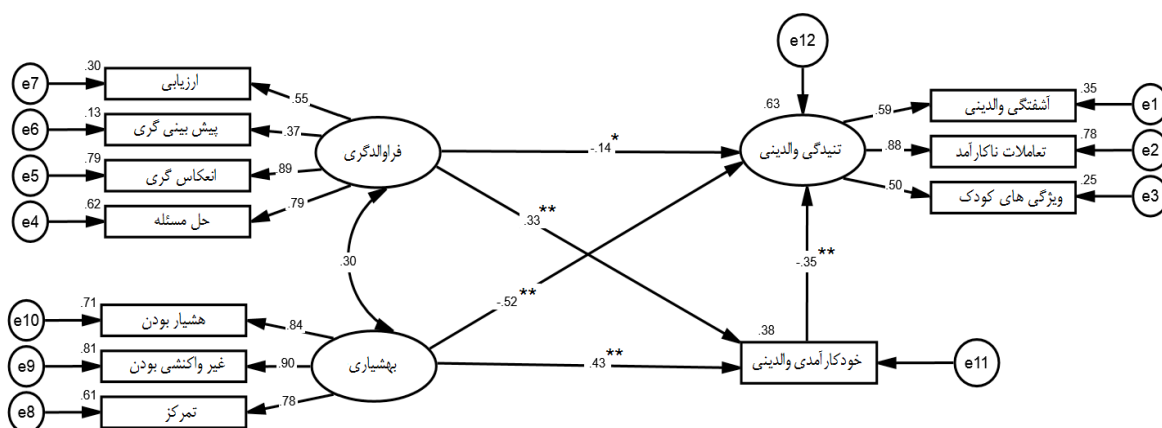 e12
e7
.30
ارزیابی
.55
e6
.13
پیش بینی گری
.37
e5
.79
انعکاس گری
.89
e4
.62
حل مسئله
.79
فراوالدگری
-.14*
.33**
.30
-.52**
.43**
-.35**
.63
تنیدگی والدینی
.59
آشفتگی والدینی
.35
e1
.88
تعاملات ناکارآمد
.78
e2
.50
ویژگی های کودک
.25
e3
e10
.71
هشیار بودن
.84
e9
.81
غیر واکنشی بودن
.90
e8
.61
تمرکز
.78
بهشیاری
.38
خودکارآمدی والدینی
e11